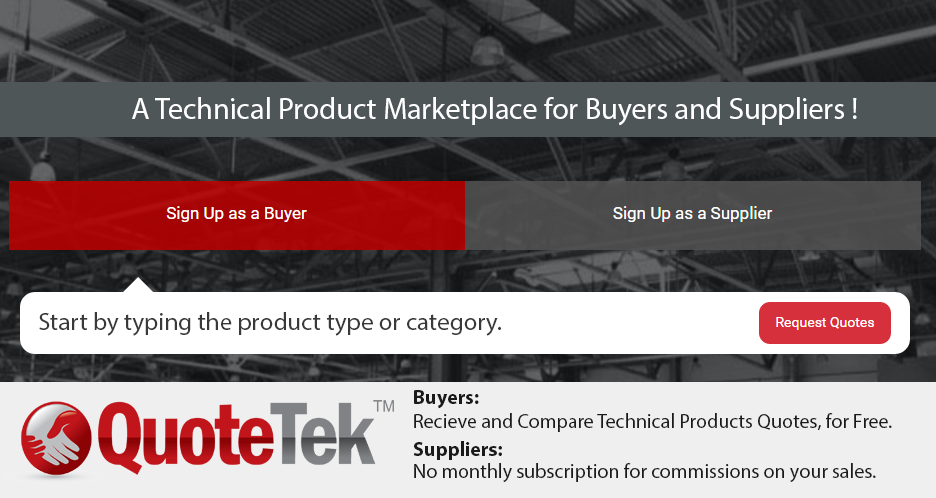 A Technical Product Marketplace for Buyers and Suppliers !
Sign Up as a Buyer
Sign Up as a Supplier
Start by typing the product type or category.
Request Quotes
QuoteTek™
Buyers:
Recieve and Compare Technical Products Quotes, for Free.
Suppliers:
No monthly subscription for commissions on your sales.